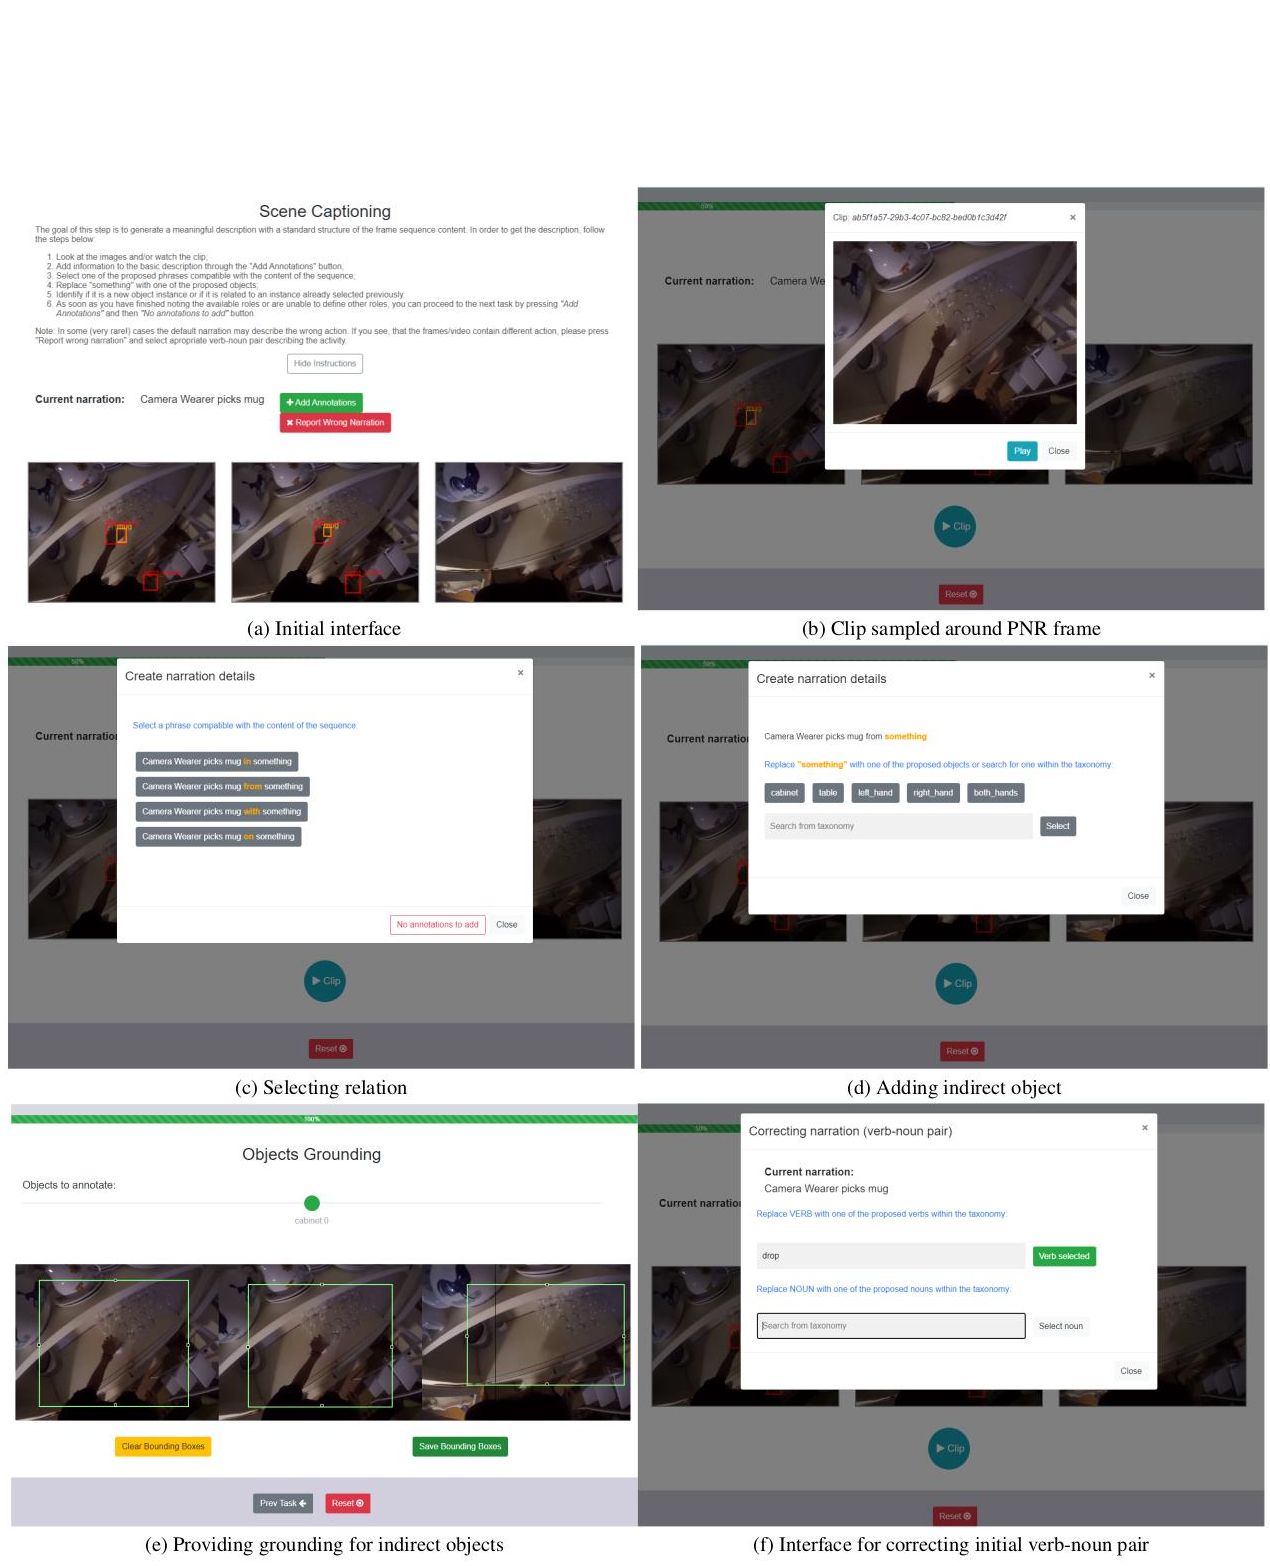 Scene Captioning
The goal of this step is to generate a meaningful description with a standard structure of the frame sequence content. In order to get the description, follow
the steps below:
1. Look at the images and/or watch the clip;
2. Add information to the basic description through the "Add Annotations" button;
3. Select one of the proposed phrases compatible with the content of the sequence;
4. Replace "something" with one of the proposed objects;
5. Identify if it is a new object instance or if it is related to an instance already selected previously.
6. As soon as you have finished noting the available roles or are unable to define other roles, you can proceed to the next task by pressing "Add
Annotations" and then "No annotations to add" button.
Note: In some (very rare!) cases the default narration may describe the wrong action. If you see, that the frames/video contain different action, please press
"Report wrong narration" and select apropriate verb-noun pair describing the activity.
Hide Instructions
Current narration: Camera Wearer picks mug + Add Annotations
✖ Report Wrong Narration
mug
mug
(a) Initial interface
50%
Clip: ab5f1a57-29b3-4c07-bc82-bed0b1c3d42f ×
Current narration: Camera We
mug
Play Close
Clip
Reset
(b) Clip sampled around PNR frame
50%
Create narration details ×
Select a phrase compatible with the content of the sequence:
Current narratio
Camera Wearer picks mug in something
Camera Wearer picks mug from something
Camera Wearer picks mug with something
Camera Wearer picks mug on something
No annotations to add Close
Clip
Reset
(c) Selecting relation
50%
Create narration details ×
Current narratio
Camera Wearer picks mug from something
Replace "something" with one of the proposed objects or search for one within the taxonomy:
cabinet table left_hand right_hand both_hands
Search from taxonomy Select
Close
Clip
Reset
(d) Adding indirect object
100%
Objects Grounding
Objects to annotate:
cabinet:0
Clear Bounding Boxes Save Bounding Boxes
Prev Task Reset
(e) Providing grounding for indirect objects
50%
Correcting narration (verb-noun pair) ×
Current narration:
Camera Wearer picks mug
Current narratio
Replace VERB with one of the proposed verbs within the taxonomy:
drop Verb selected
Replace NOUN with one of the proposed nouns within the taxonomy:
Search from taxonomy Select noun
Close
Clip
Reset
(f) Interface for correcting initial verb-noun pair